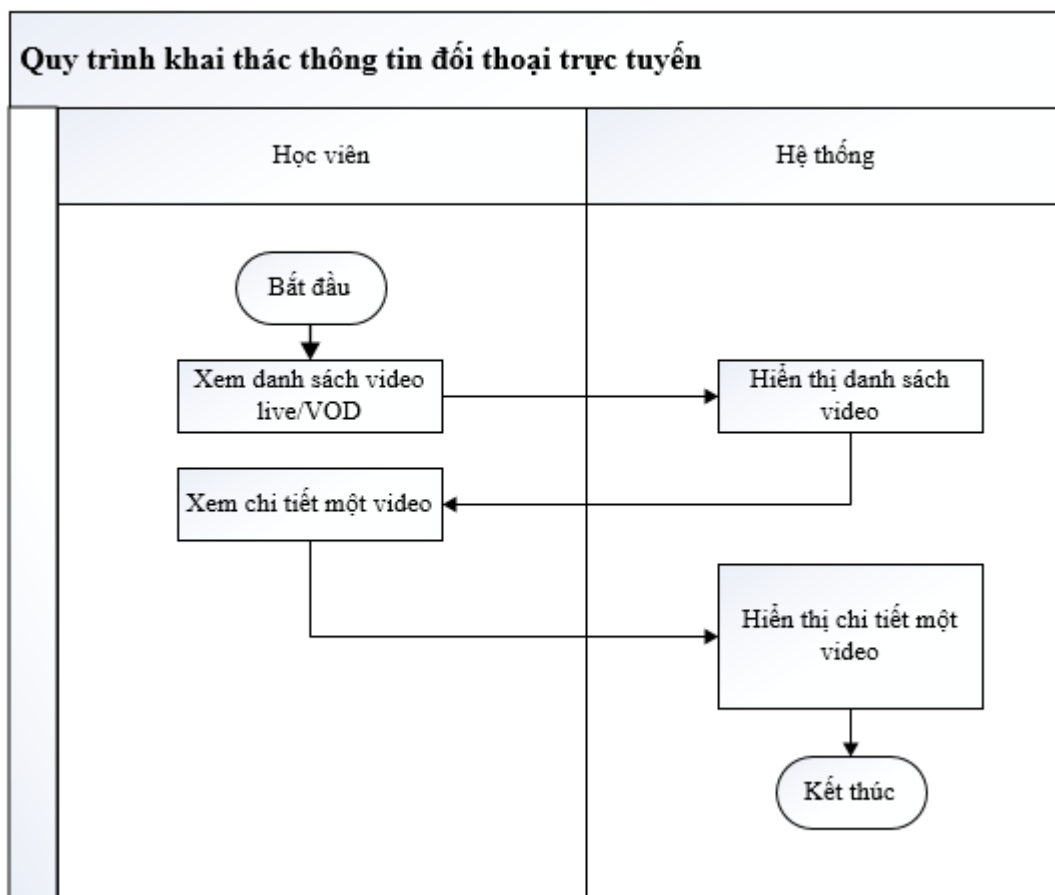 Quy trình khai thác thông tin đối thoại trực tuyến
Học viên
Hệ thống
Bắt đầu
Xem danh sách video
live/VOD
Hiển thị danh sách
video
Xem chi tiết một video
Hiển thị chi tiết một
video
Kết thúc